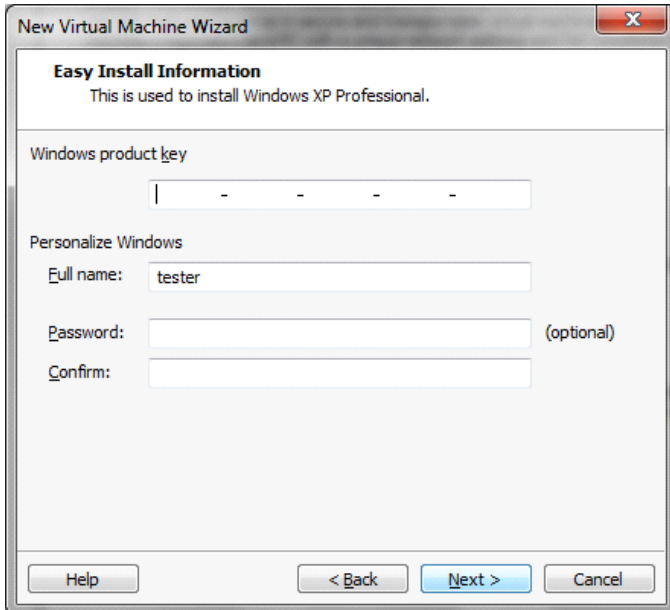 New Virtual Machine Wizard
Easy Install Information
This is used to install Windows XP Professional.
Windows product key
- - - -
Personalize Windows
Full name: tester
Password: (optional)
Confirm:
Help < Back Next > Cancel